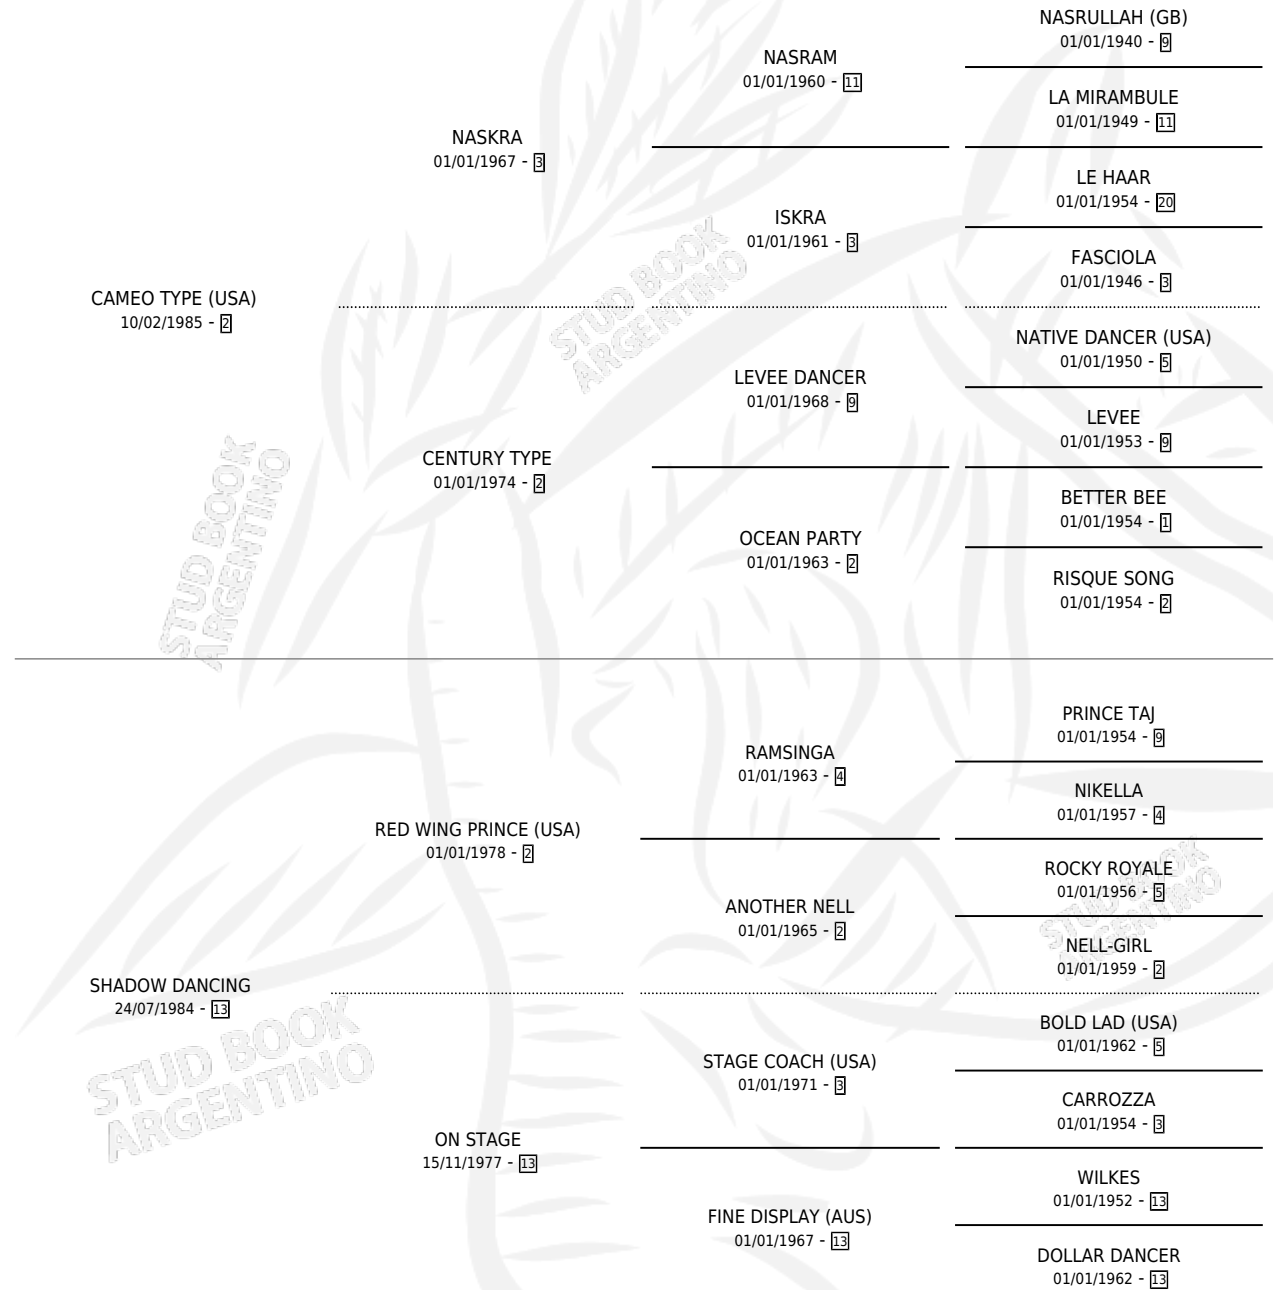 NASRULLAH (GB)
01/01/1940 - 9
NASRAM
01/01/1960 - 11
LA MIRAMBULE
01/01/1949 - 11
NASKRA
01/01/1967 - 3
LE HAAR
01/01/1954 - 20
ISKRA
01/01/1961 - 3
FASCIOLA
01/01/1946 - 3
CAMEO TYPE (USA)
10/02/1985 - 2
NATIVE DANCER (USA)
01/01/1950 - 5
LEVEE DANCER
01/01/1968 - 9
LEVEE
01/01/1953 - 9
CENTURY TYPE
01/01/1974 - 2
BETTER BEE
01/01/1954 - 1
OCEAN PARTY
01/01/1963 - 2
RISQUE SONG
01/01/1954 - 2
PRINCE TAJ
01/01/1954 - 9
RAMSINGA
01/01/1963 - 4
NIKELLA
01/01/1957 - 4
RED WING PRINCE (USA)
01/01/1978 - 2
ROCKY ROYALE
01/01/1956 - 5
ANOTHER NELL
01/01/1965 - 2
NELL-GIRL
01/01/1959 - 2
SHADOW DANCING
24/07/1984 - 13
BOLD LAD (USA)
01/01/1962 - 5
STAGE COACH (USA)
01/01/1971 - 3
CARROZZA
01/01/1954 - 3
ON STAGE
15/11/1977 - 13
WILKES
01/01/1952 - 13
FINE DISPLAY (AUS)
01/01/1967 - 13
DOLLAR DANCER
01/01/1962 - 13
STUD BOOK
ARGENTINO
STUD BOOK
ARGENTINO
STUD BOOK
ARGENTINO
STUD BOOK
ARGENTINO